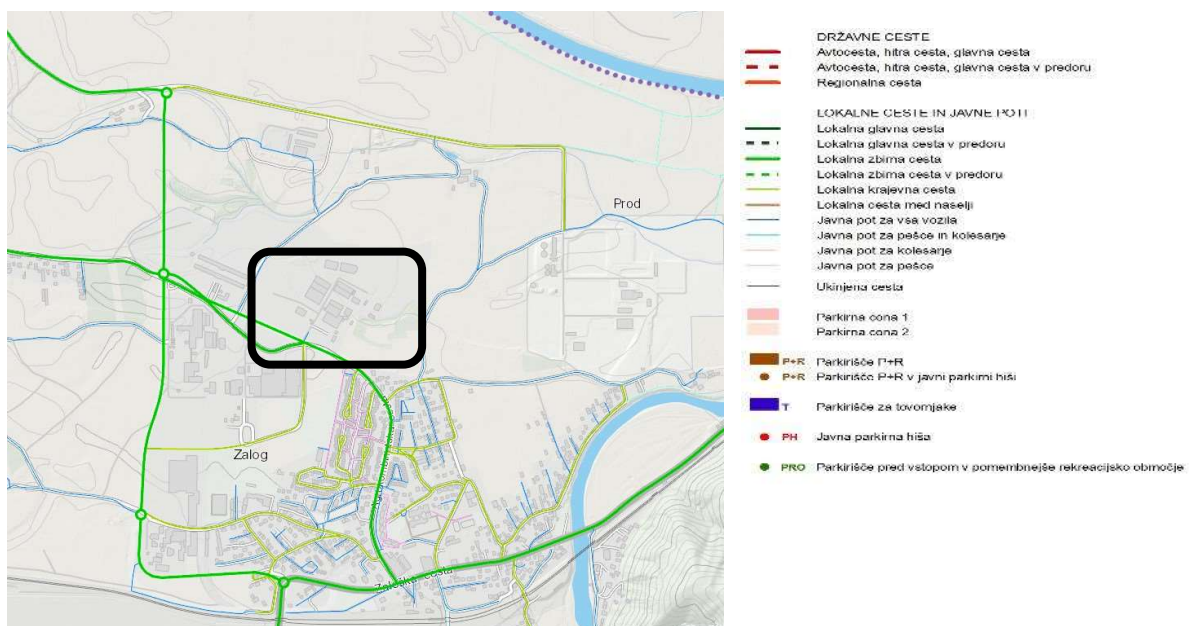 Prod
Zalog
Zaloška cesta
DRŽAVNE CESTE
Avtocesta, hitra cesta, glavna cesta
Avtocesta, hitra cesta, glavna cesta v predoru
Regionalna cesta
LOKALNE CESTE IN JAVNE POTI
Lokalna glavna cesta
Lokalna glavna cesta v predoru
Lokalna zbirna cesta
Lokalna zbirna cesta v predoru
Lokalna krajevna cesta
Lokalna cesta med naselji
Javna pot za vsa vozila
Javna pot za pešce in kolesarje
Javna pot za kolesarje
Javna pot za pešce
Ukinjena cesta
Parkirna cona 1
Parkirna cona 2
P+R Parkirišče P+R
P+R Parkirišče P+R v javni parkirni hiši
T Parkirišče za tovornjake
PH Javna parkirna hiša
PRO Parkirišče pred vstopom v pomembnejše rekreacijsko območje